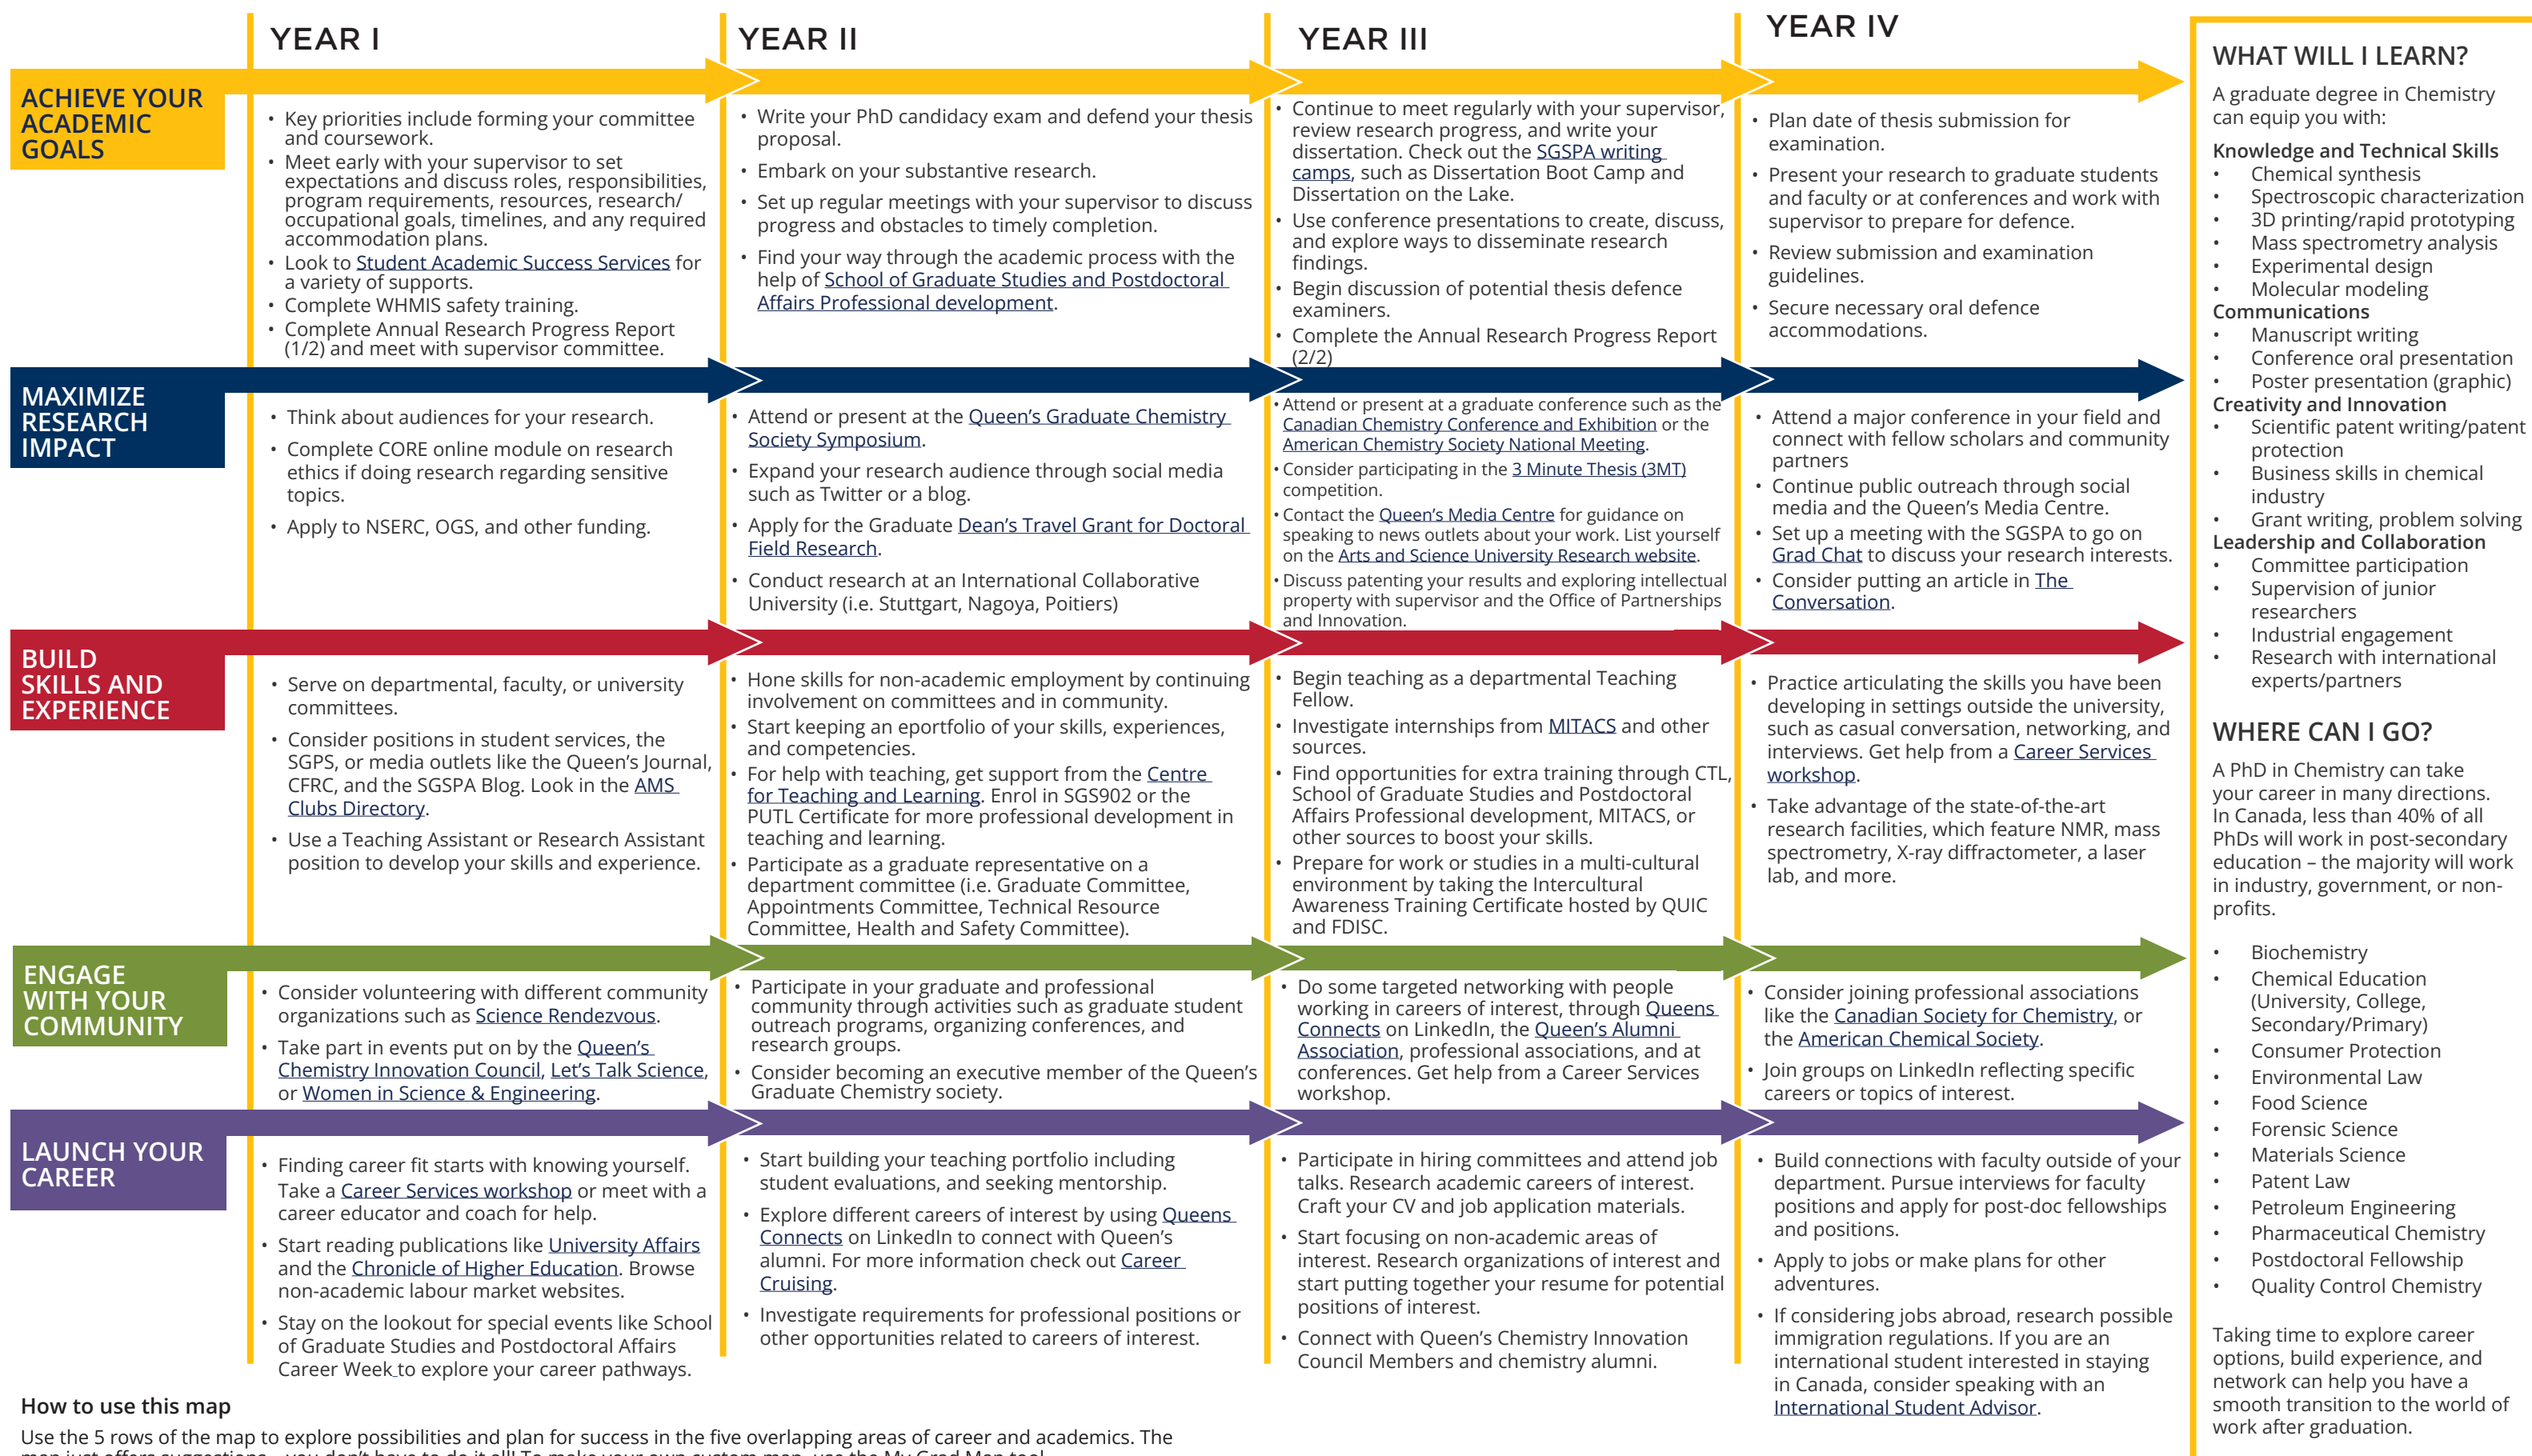 YEAR I
YEAR II
YEAR III
YEAR IV
ACHIEVE YOUR
ACADEMIC
GOALS
• Key priorities include forming your committee
and coursework.
• Meet early with your supervisor to set
expectations and discuss roles, responsibilities,
program requirements, resources, research/
occupational goals, timelines, and any required
accommodation plans.
• Look to Student Academic Success Services for
a variety of supports.
• Complete WHMIS safety training.
• Complete Annual Research Progress Report
(1/2) and meet with supervisor committee.
• Write your PhD candidacy exam and defend your thesis
proposal.
• Embark on your substantive research.
• Set up regular meetings with your supervisor to discuss
progress and obstacles to timely completion.
• Find your way through the academic process with the
help of School of Graduate Studies and Postdoctoral
Affairs Professional development.
• Continue to meet regularly with your supervisor,
review research progress, and write your
dissertation. Check out the SGSPA writing
camps, such as Dissertation Boot Camp and
Dissertation on the Lake.
• Use conference presentations to create, discuss,
and explore ways to disseminate research
findings.
• Begin discussion of potential thesis defence
examiners.
• Complete the Annual Research Progress Report
(2/2)
• Plan date of thesis submission for
examination.
• Present your research to graduate students
and faculty or at conferences and work with
supervisor to prepare for defence.
• Review submission and examination
guidelines.
• Secure necessary oral defence
accommodations.
MAXIMIZE
RESEARCH
IMPACT
• Think about audiences for your research.
• Complete CORE online module on research
ethics if doing research regarding sensitive
topics.
• Apply to NSERC, OGS, and other funding.
• Attend or present at the Queen's Graduate Chemistry
Society Symposium.
• Expand your research audience through social media
such as Twitter or a blog.
• Apply for the Graduate Dean's Travel Grant for Doctoral
Field Research.
• Conduct research at an International Collaborative
University (i.e. Stuttgart, Nagoya, Poitiers)
• Attend or present at a graduate conference such as the
Canadian Chemistry Conference and Exhibition or the
American Chemistry Society National Meeting.
• Consider participating in the 3 Minute Thesis (3MT)
competition.
• Contact the Queen's Media Centre for guidance on
speaking to news outlets about your work. List yourself
on the Arts and Science University Research website.
• Discuss patenting your results and exploring intellectual
property with supervisor and the Office of Partnerships
and Innovation.
• Attend a major conference in your field and
connect with fellow scholars and community
partners
• Continue public outreach through social
media and the Queen's Media Centre.
• Set up a meeting with the SGSPA to go on
Grad Chat to discuss your research interests.
• Consider putting an article in The
Conversation.
BUILD
SKILLS AND
EXPERIENCE
• Serve on departmental, faculty, or university
committees.
• Consider positions in student services, the
SGPS, or media outlets like the Queen's Journal,
CFRC, and the SGSPA Blog. Look in the AMS
Clubs Directory.
• Use a Teaching Assistant or Research Assistant
position to develop your skills and experience.
• Hone skills for non-academic employment by continuing
involvement on committees and in community.
• Start keeping an eportfolio of your skills, experiences,
and competencies.
• For help with teaching, get support from the Centre
for Teaching and Learning. Enrol in SGS902 or the
PUTL Certificate for more professional development in
teaching and learning.
• Participate as a graduate representative on a
department committee (i.e. Graduate Committee,
Appointments Committee, Technical Resource
Committee, Health and Safety Committee).
• Begin teaching as a departmental Teaching
Fellow.
• Investigate internships from MITACS and other
sources.
• Find opportunities for extra training through CTL,
School of Graduate Studies and Postdoctoral
Affairs Professional development, MITACS, or
other sources to boost your skills.
• Prepare for work or studies in a multi-cultural
environment by taking the Intercultural
Awareness Training Certificate hosted by QUIC
and FDISC.
• Practice articulating the skills you have been
developing in settings outside the university,
such as casual conversation, networking, and
interviews. Get help from a Career Services
workshop.
• Take advantage of the state-of-the-art
research facilities, which feature NMR, mass
spectrometry, X-ray diffractometer, a laser
lab, and more.
ENGAGE
WITH YOUR
COMMUNITY
• Consider volunteering with different community
organizations such as Science Rendezvous.
• Take part in events put on by the Queen's
Chemistry Innovation Council, Let's Talk Science,
or Women in Science & Engineering.
• Participate in your graduate and professional
community through activities such as graduate student
outreach programs, organizing conferences, and
research groups.
• Consider becoming an executive member of the Queen's
Graduate Chemistry society.
• Do some targeted networking with people
working in careers of interest, through Queens
Connects on LinkedIn, the Queen's Alumni
Association, professional associations, and at
conferences. Get help from a Career Services
workshop.
• Consider joining professional associations
like the Canadian Society for Chemistry, or
the American Chemical Society.
• Join groups on LinkedIn reflecting specific
careers or topics of interest.
LAUNCH YOUR
CAREER
• Finding career fit starts with knowing yourself.
Take a Career Services workshop or meet with a
career educator and coach for help.
• Start reading publications like University Affairs
and the Chronicle of Higher Education. Browse
non-academic labour market websites.
• Stay on the lookout for special events like School
of Graduate Studies and Postdoctoral Affairs
Career Week to explore your career pathways.
• Start building your teaching portfolio including
student evaluations, and seeking mentorship.
• Explore different careers of interest by using Queens
Connects on LinkedIn to connect with Queen's
alumni. For more information check out Career
Cruising.
• Investigate requirements for professional positions or
other opportunities related to careers of interest.
• Participate in hiring committees and attend job
talks. Research academic careers of interest.
Craft your CV and job application materials.
• Start focusing on non-academic areas of
interest. Research organizations of interest and
start putting together your resume for potential
positions of interest.
• Connect with Queen's Chemistry Innovation
Council Members and chemistry alumni.
• Build connections with faculty outside of your
department. Pursue interviews for faculty
positions and apply for post-doc fellowships
and positions.
• Apply to jobs or make plans for other
adventures.
• If considering jobs abroad, research possible
immigration regulations. If you are an
international student interested in staying
in Canada, consider speaking with an
International Student Advisor.
WHAT WILL I LEARN?
A graduate degree in Chemistry
can equip you with:
Knowledge and Technical Skills
• Chemical synthesis
• Spectroscopic characterization
• 3D printing/rapid prototyping
• Mass spectrometry analysis
• Experimental design
• Molecular modeling
Communications
• Manuscript writing
• Conference oral presentation
• Poster presentation (graphic)
Creativity and Innovation
• Scientific patent writing/patent
protection
• Business skills in chemical
industry
• Grant writing, problem solving
Leadership and Collaboration
• Committee participation
• Supervision of junior
researchers
• Industrial engagement
• Research with international
experts/partners
WHERE CAN I GO?
A PhD in Chemistry can take
your career in many directions.
In Canada, less than 40% of all
PhDs will work in post-secondary
education – the majority will work
in industry, government, or non-
profits.
• Biochemistry
• Chemical Education
(University, College,
Secondary/Primary)
• Consumer Protection
• Environmental Law
• Food Science
• Forensic Science
• Materials Science
• Patent Law
• Petroleum Engineering
• Pharmaceutical Chemistry
• Postdoctoral Fellowship
• Quality Control Chemistry
Taking time to explore career
options, build experience, and
network can help you have a
smooth transition to the world of
work after graduation.
How to use this map
Use the 5 rows of the map to explore possibilities and plan for success in the five overlapping areas of career and academics. The
map just offers suggestions – you don't have to do it all! To make your own custom map, use the My Grad Map tool.